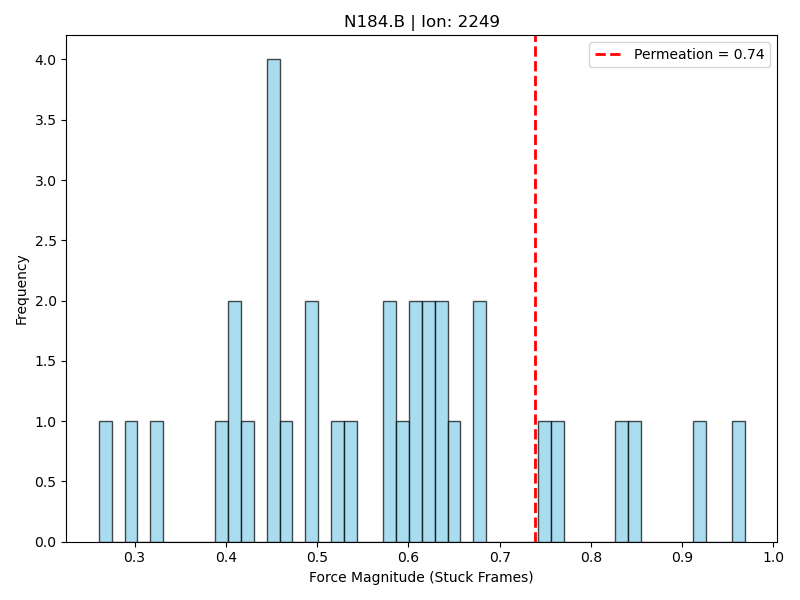 N184.B | Ion: 2249
Permeation = 0.74
Frequency
4.0
3.5
3.0
2.5
2.0
1.5
1.0
0.5
0.0
0.3 0.4 0.5 0.6 0.7 0.8 0.9 1.0
Force Magnitude (Stuck Frames)